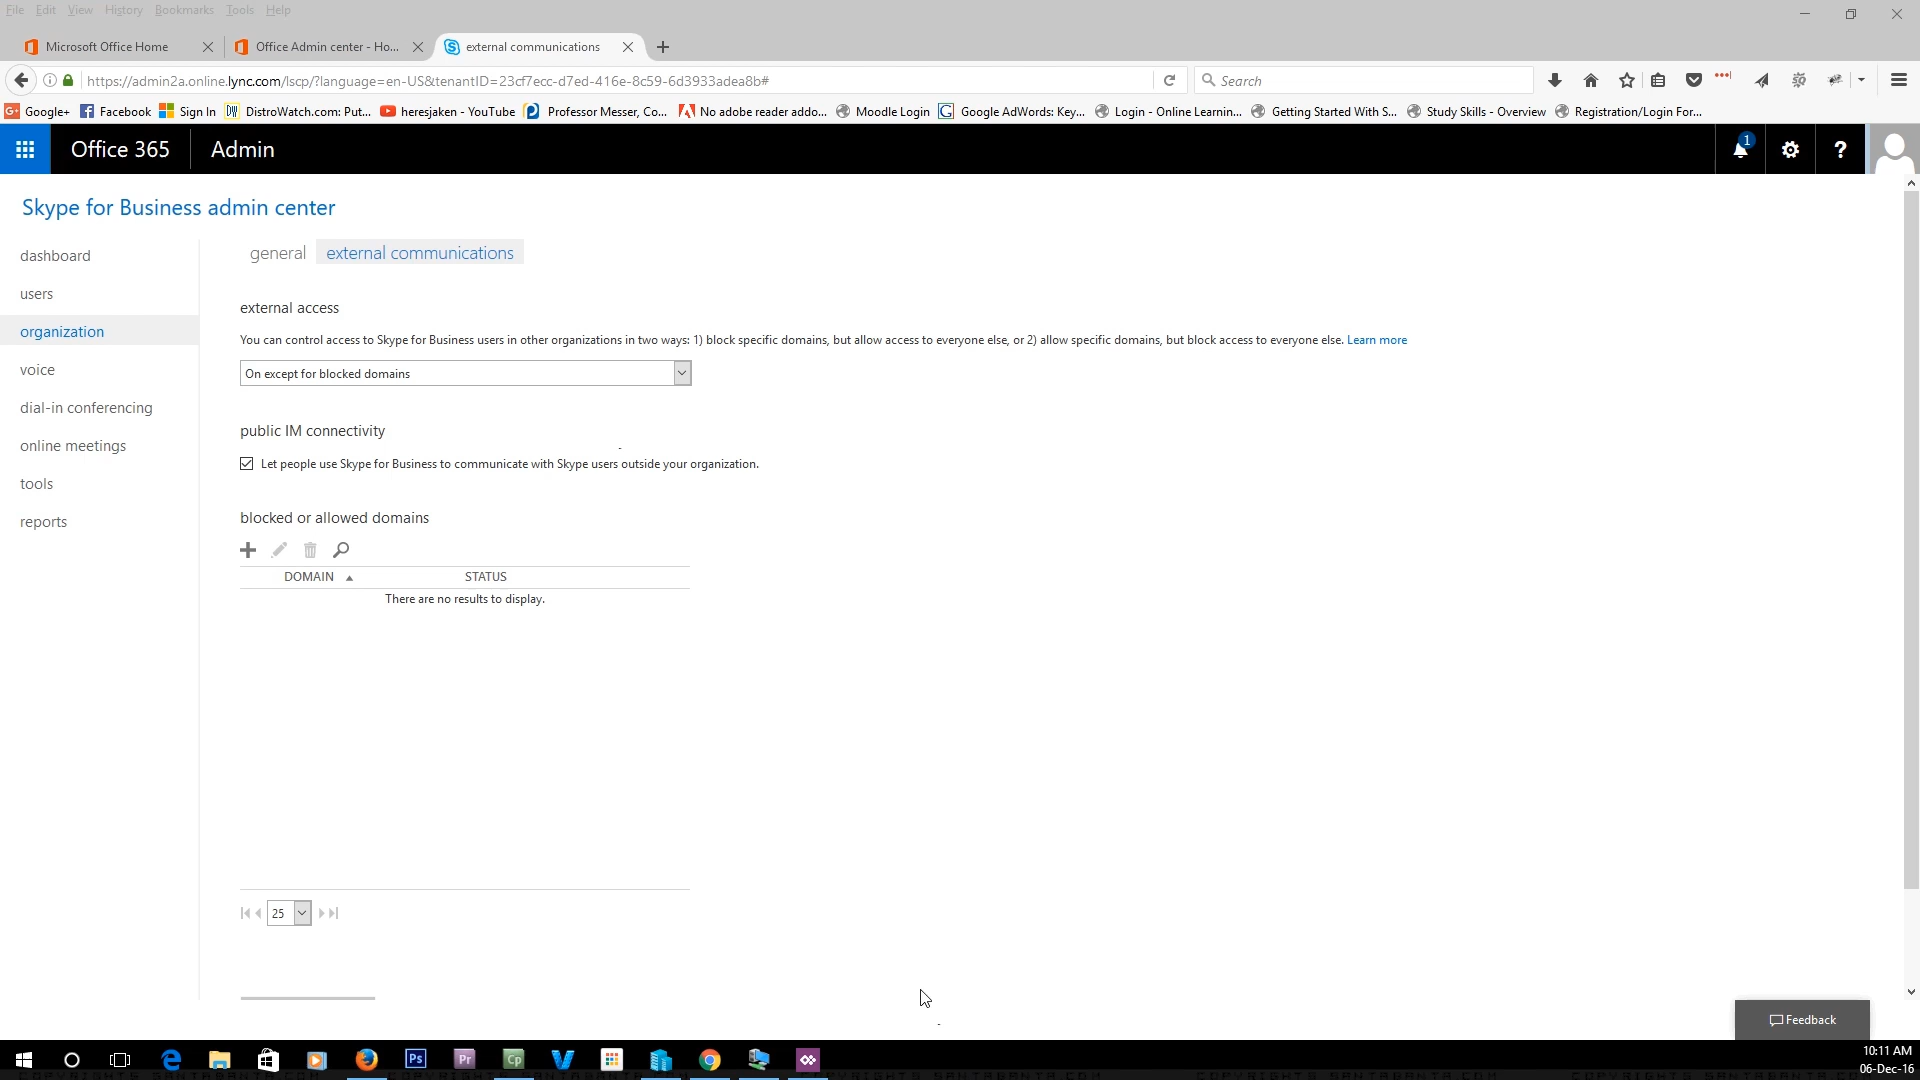 File Edit View History Bookmarks Tools Help
Microsoft Office Home
Office Admin center - Ho...
external communications
https://admin2a.online.lync.com/lscp/?language=en-US&tenantID=23cf7ecc-d7ed-416e-8c59-6d3933adea8b#
Search
Google+ Facebook Sign In DistroWatch.com: Put... heresjaken - YouTube Professor Messer, Co... No adobe reader addo... Moodle Login Google AdWords: Key... Login - Online Learnin... Getting Started With S... Study Skills - Overview Registration/Login For...
Office 365 Admin 1 ?
Skype for Business admin center
dashboard
users
organization
voice
dial-in conferencing
online meetings
tools
reports
general external communications
external access
You can control access to Skype for Business users in other organizations in two ways: 1) block specific domains, but allow access to everyone else, or 2) allow specific domains, but block access to everyone else. Learn more
On except for blocked domains
public IM connectivity
Let people use Skype for Business to communicate with Skype users outside your organization.
blocked or allowed domains
DOMAIN STATUS
There are no results to display.
25
Feedback
Ps Pr Cp
10:11 AM
06-Dec-16